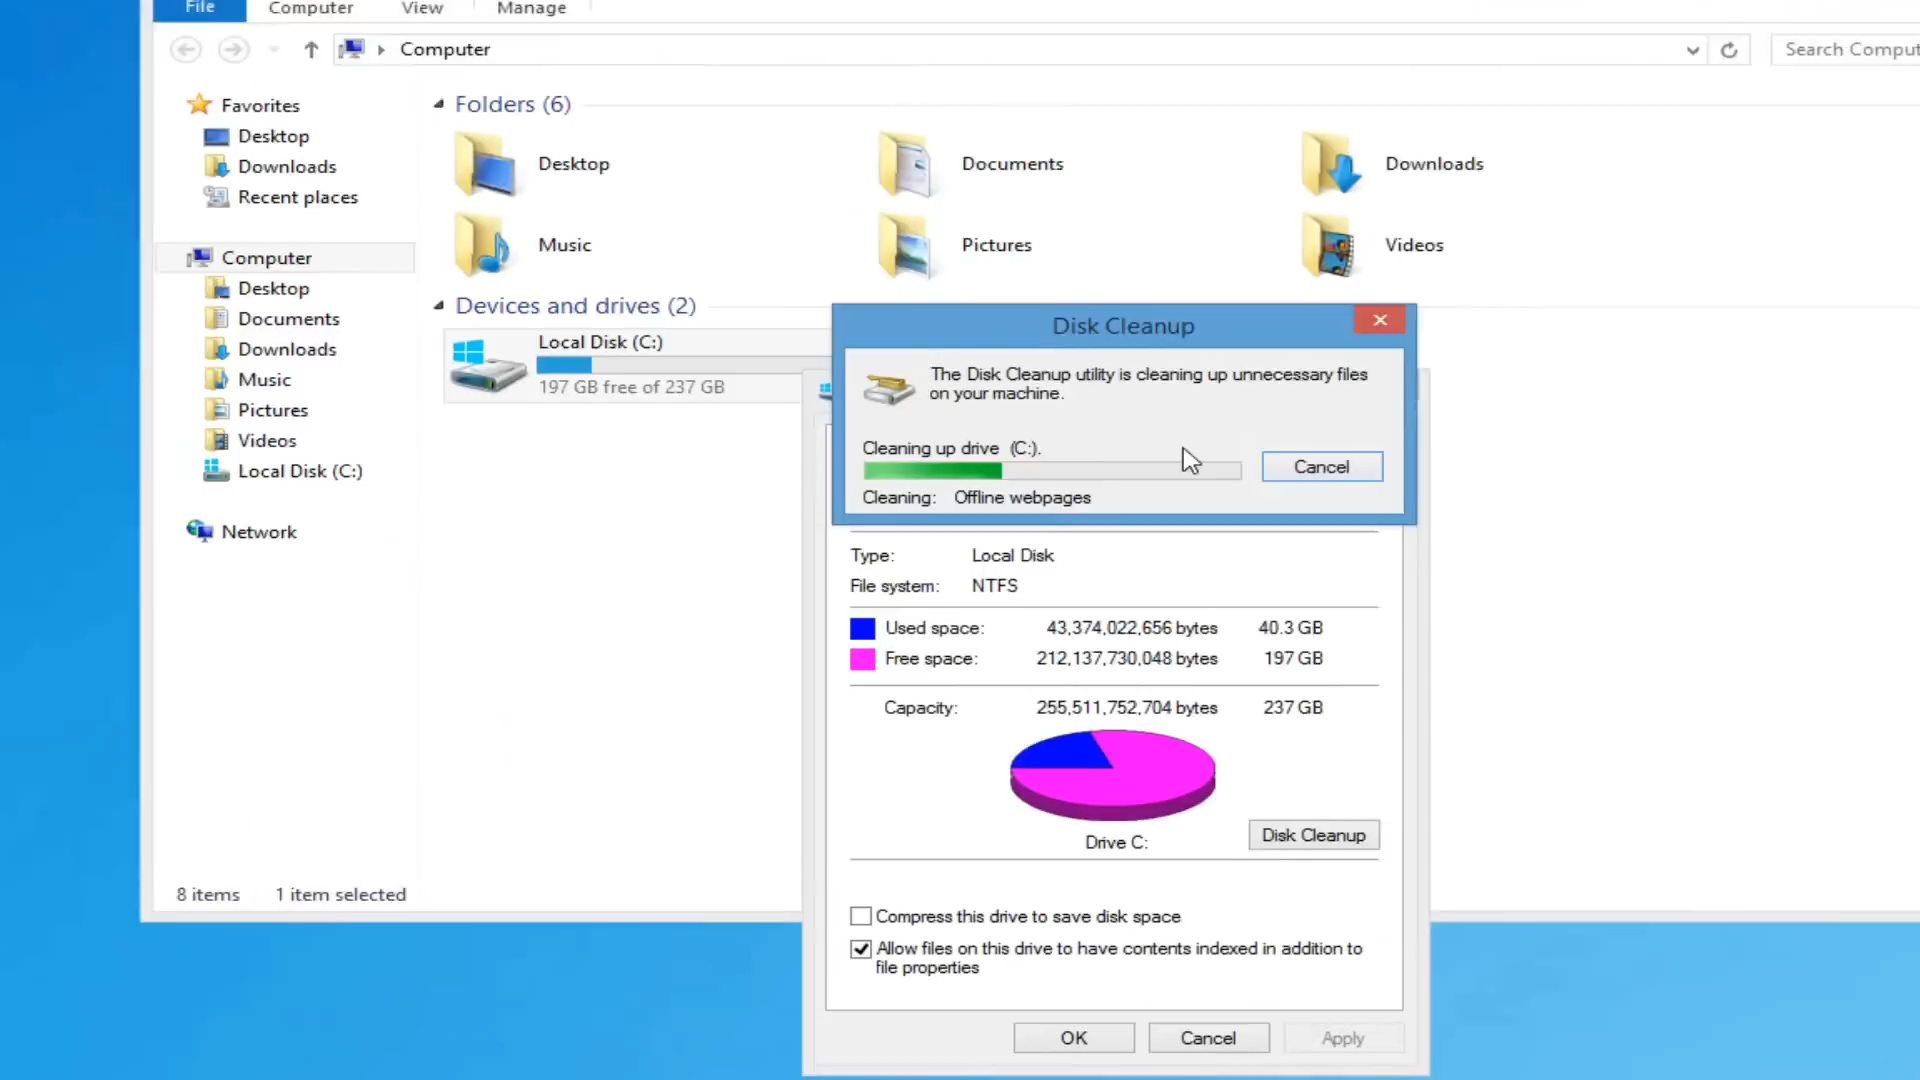 File
Computer
View
Manage
Computer
Search Comput
Favorites
Desktop
Downloads
Recent places
Computer
Desktop
Documents
Downloads
Music
Pictures
Videos
Local Disk (C:)
Network
Folders (6)
Desktop
Documents
Downloads
Music
Pictures
Videos
Devices and drives (2)
Local Disk (C:)
197 GB free of 237 GB
Disk Cleanup
The Disk Cleanup utility is cleaning up unnecessary files
on your machine.
Cleaning up drive (C:).
Cancel
Cleaning: Offline webpages
Type: Local Disk
File system: NTFS
Used space: 43,374,022,656 bytes 40.3 GB
Free space: 212,137,730,048 bytes 197 GB
Capacity: 255,511,752,704 bytes 237 GB
Drive C:
Disk Cleanup
Compress this drive to save disk space
Allow files on this drive to have contents indexed in addition to
file properties
OK
Cancel
Apply
8 items
1 item selected